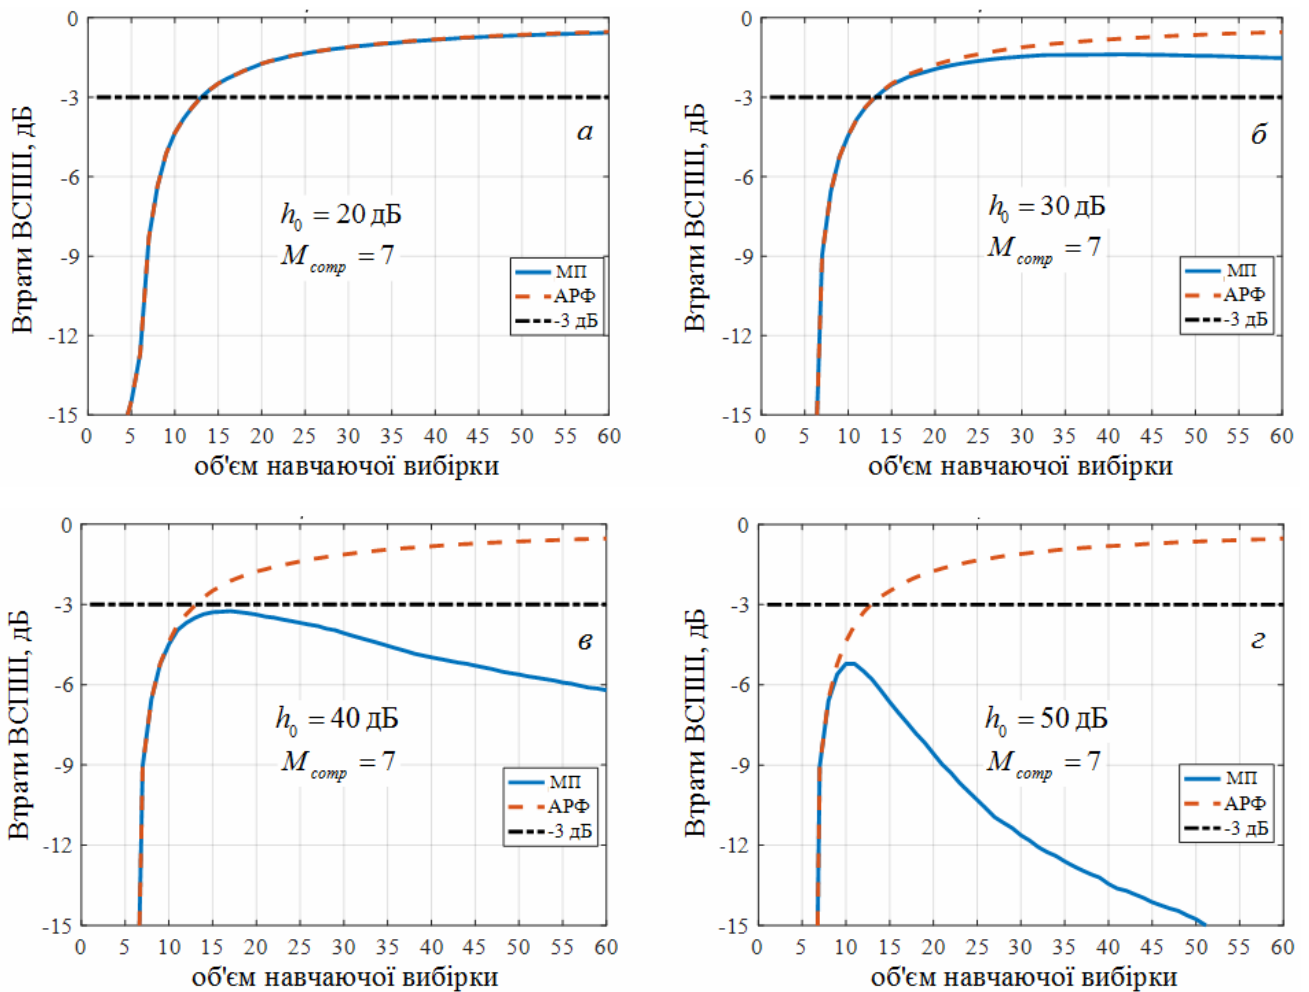 Втрати ВСПШ, дБ
0
-3
-6
-9
-12
-15
а
h₀ = 20 дБ
M_comp = 7
МП
АРФ
-3 дБ
0 5 10 15 20 25 30 35 40 45 50 55 60
об'єм навчаючої вибірки
Втрати ВСПШ, дБ
0
-3
-6
-9
-12
-15
б
h₀ = 30 дБ
M_comp = 7
МП
АРФ
-3 дБ
0 5 10 15 20 25 30 35 40 45 50 55 60
об'єм навчаючої вибірки
Втрати ВСПШ, дБ
0
-3
-6
-9
-12
-15
в
h₀ = 40 дБ
M_comp = 7
МП
АРФ
-3 дБ
0 5 10 15 20 25 30 35 40 45 50 55 60
об'єм навчаючої вибірки
Втрати ВСПШ, дБ
0
-3
-6
-9
-12
-15
г
h₀ = 50 дБ
M_comp = 7
МП
АРФ
-3 дБ
0 5 10 15 20 25 30 35 40 45 50 55 60
об'єм навчаючої вибірки